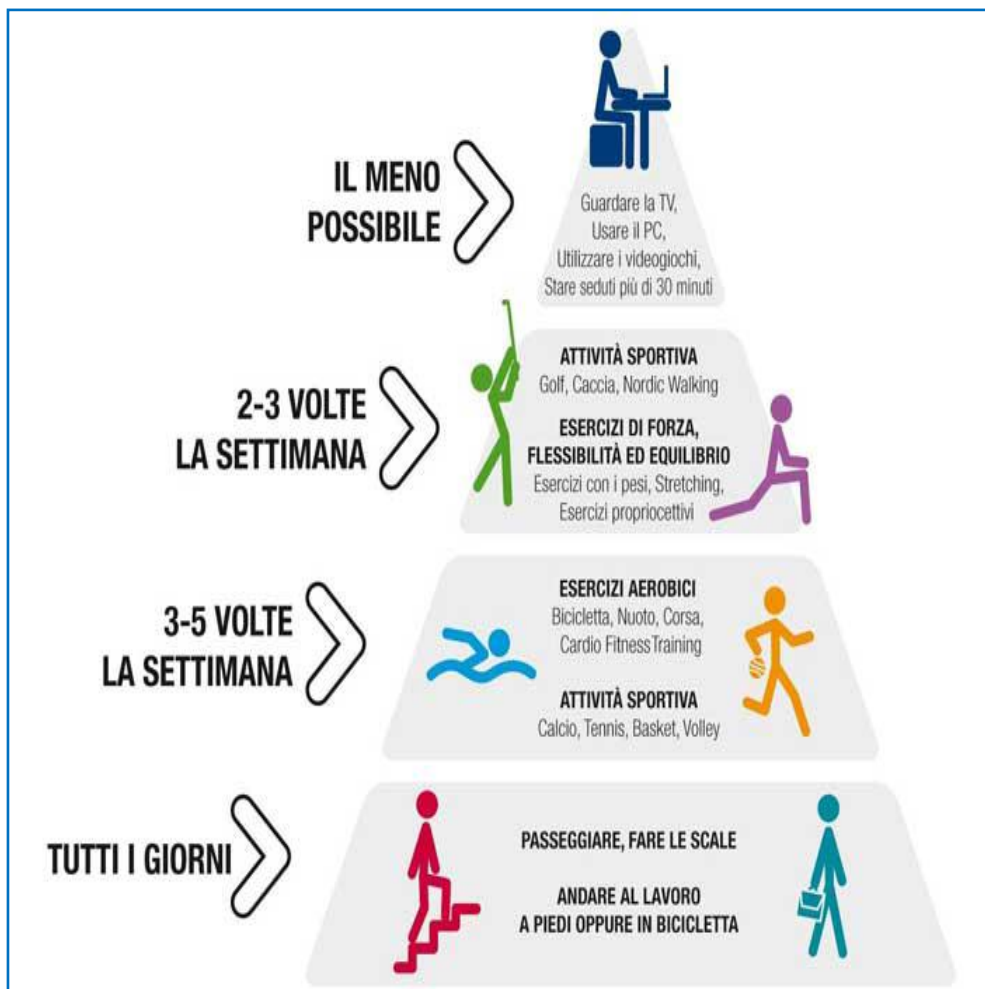 IL MENO
POSSIBILE
Guardare la TV,
Usare il PC,
Utilizzare i videogiochi,
Stare seduti più di 30 minuti
2-3 VOLTE
LA SETTIMANA
ATTIVITÀ SPORTIVA
Golf, Caccia, Nordic Walking
ESERCIZI DI FORZA,
FLESSIBILITÀ ED EQUILIBRIO
Esercizi con i pesi, Stretching,
Esercizi propriocettivi
3-5 VOLTE
LA SETTIMANA
ESERCIZI AEROBICI
Bicicletta, Nuoto, Corsa,
Cardio FitnessTraining
ATTIVITÀ SPORTIVA
Calcio, Tennis, Basket, Volley
TUTTI I GIORNI
PASSEGGIARE, FARE LE SCALE
ANDARE AL LAVORO
A PIEDI OPPURE IN BICICLETTA